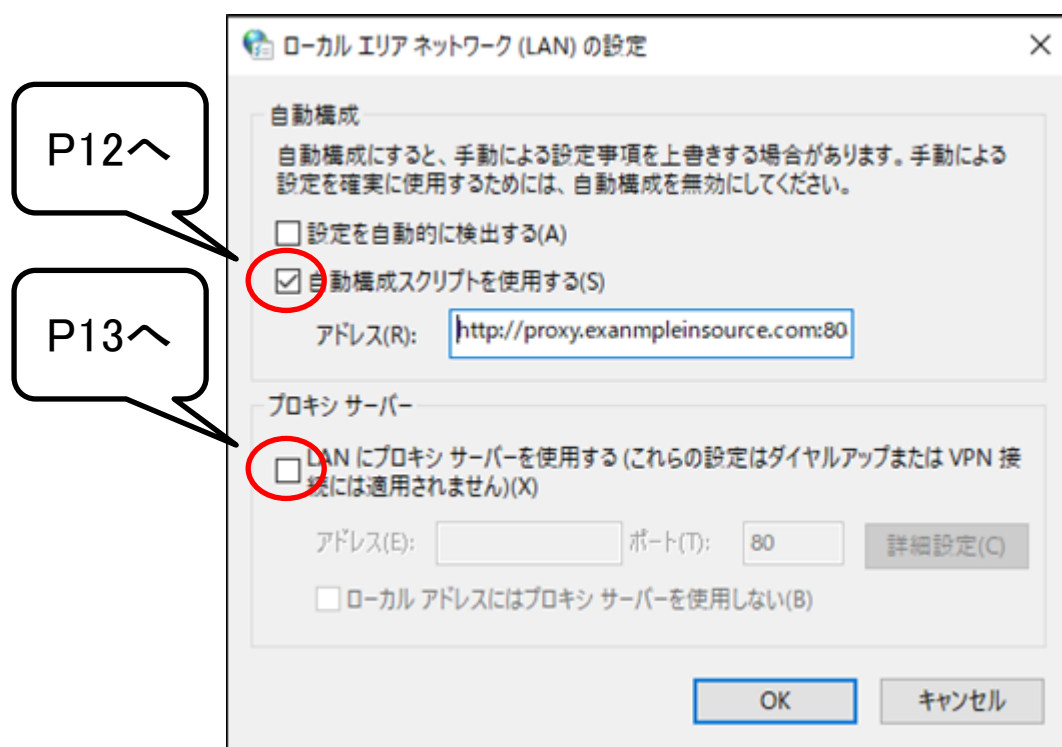 ローカル エリア ネットワーク (LAN) の設定
P12へ
自動構成
自動構成にすると、手動による設定事項を上書きする場合があります。手動による
設定を確実に使用するためには、自動構成を無効にしてください。
設定を自動的に検出する(A)
自動構成スクリプトを使用する(S)
P13へ
アドレス(R):
http://proxy.exanmpleinsource.com:80
プロキシ サーバー
LAN にプロキシ サーバーを使用する (これらの設定はダイヤルアップまたは VPN 接
続には適用されません)(X)
アドレス(E):
ポート(T):
80
詳細設定(C)
ローカル アドレスにはプロキシ サーバーを使用しない(B)
OK
キャンセル